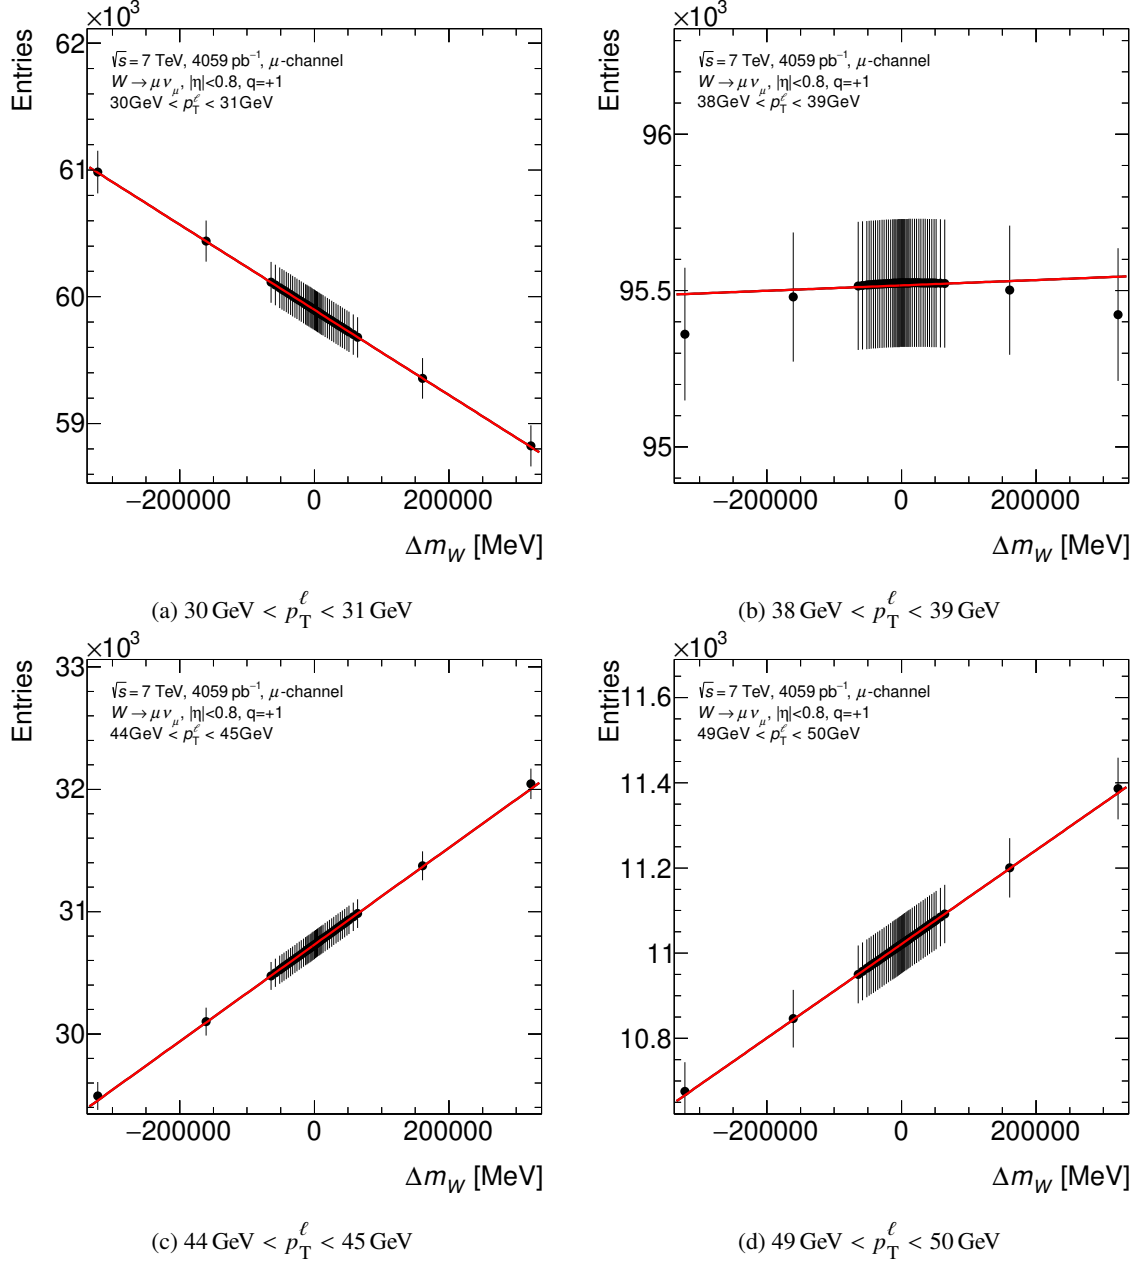 ×10³
Entries
62
61
60
59
√s = 7 TeV, 4059 pb⁻¹, μ-channel
W → μν_μ, |η|<0.8, q=+1
30GeV < p_T^ℓ < 31GeV
−200000 0 200000
Δm_W [MeV]
(a) 30 GeV < p_T^ℓ < 31 GeV
Entries
96
95.5
95
×10³
√s = 7 TeV, 4059 pb⁻¹, μ-channel
W → μν_μ, |η|<0.8, q=+1
38GeV < p_T^ℓ < 39GeV
−200000 0 200000
Δm_W [MeV]
(b) 38 GeV < p_T^ℓ < 39 GeV
×10³
Entries
33
32
31
30
√s = 7 TeV, 4059 pb⁻¹, μ-channel
W → μν_μ, |η|<0.8, q=+1
44GeV < p_T^ℓ < 45GeV
−200000 0 200000
Δm_W [MeV]
(c) 44 GeV < p_T^ℓ < 45 GeV
×10³
Entries
11.6
11.4
11.2
11
10.8
√s = 7 TeV, 4059 pb⁻¹, μ-channel
W → μν_μ, |η|<0.8, q=+1
49GeV < p_T^ℓ < 50GeV
−200000 0 200000
Δm_W [MeV]
(d) 49 GeV < p_T^ℓ < 50 GeV